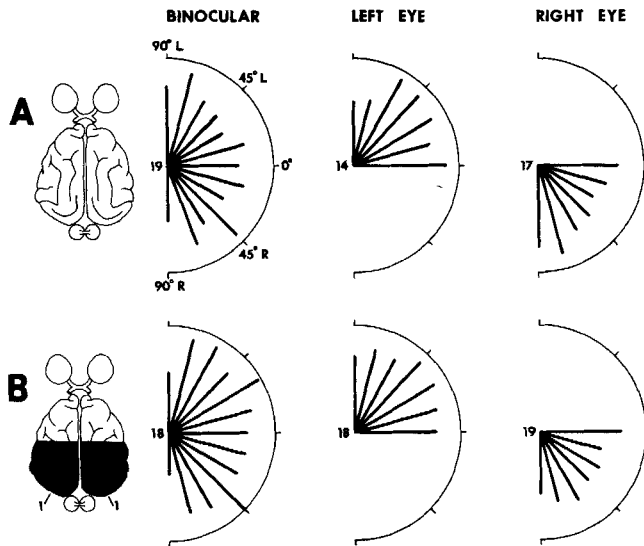 BINOCULAR LEFT EYE RIGHT EYE
90° L
45° L
A
19 0° 14 17
45° R
90° R
B
18 18 19
1 1